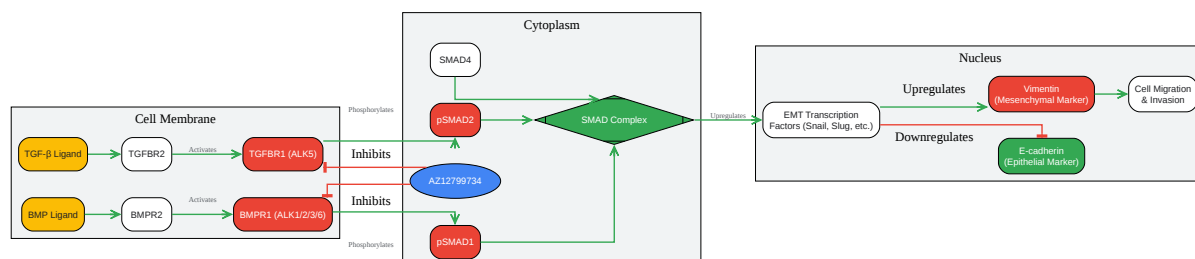 Cell Membrane
TGF-β Ligand
TGFBR2
Activates
TGFBR1 (ALK5)
BMP Ligand
BMPR2
Activates
BMPR1 (ALK1/2/3/6)
Phosphorylates
Inhibits
Inhibits
Phosphorylates
Cytoplasm
SMAD4
pSMAD2
AZ12799734
pSMAD1
SMAD Complex
Upregulates
Nucleus
EMT Transcription
Factors (Snail, Slug, etc.)
Upregulates
Downregulates
Vimentin
(Mesenchymal Marker)
E-cadherin
(Epithelial Marker)
Cell Migration
& Invasion